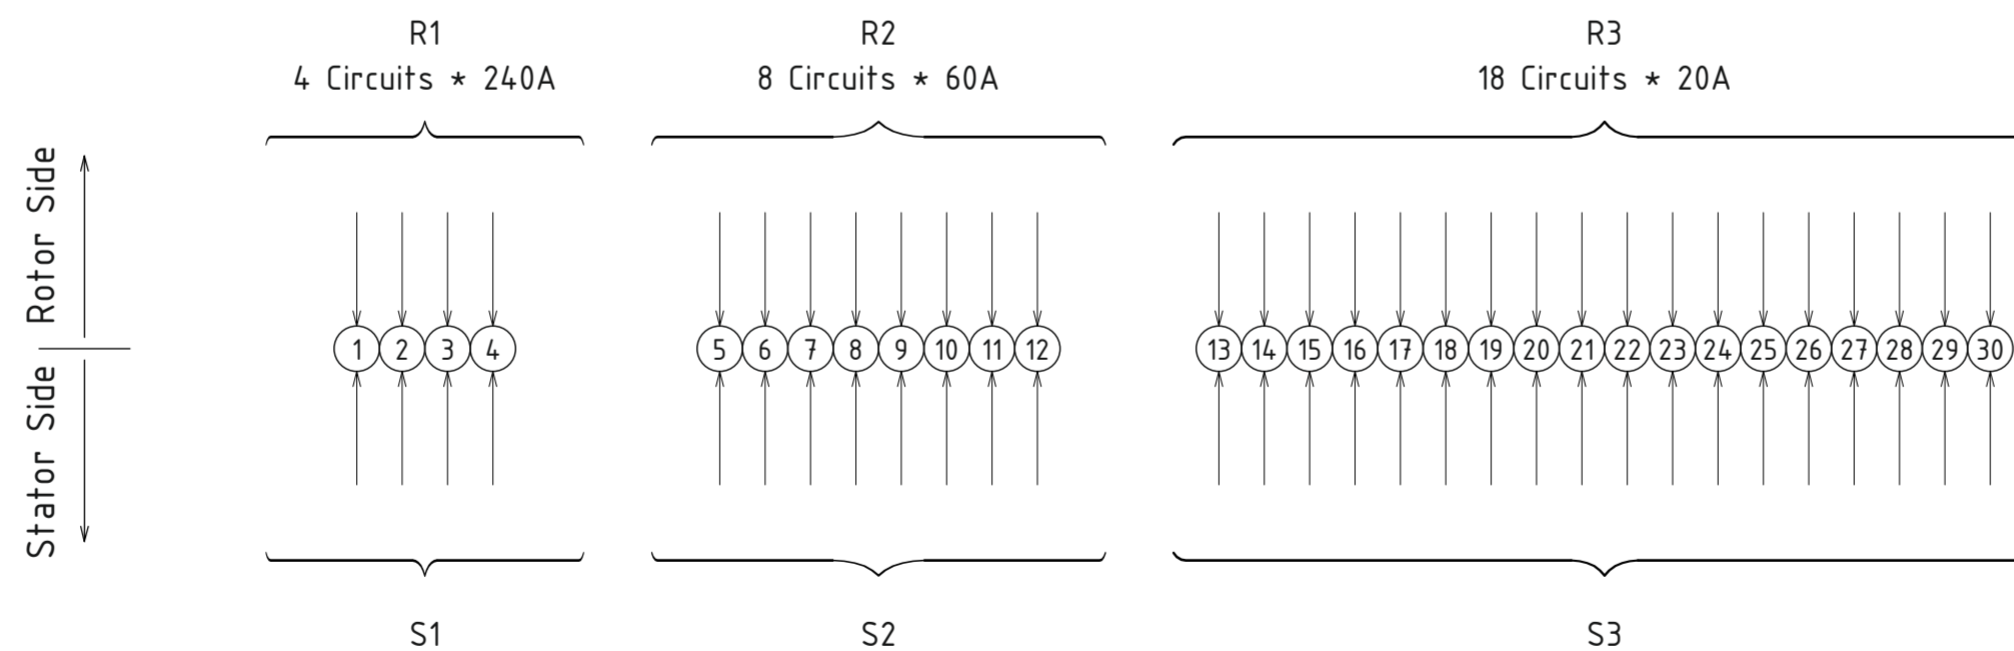 R1 R2 R3
4 Circuits * 240A 8 Circuits * 60A 18 Circuits * 20A
Rotor Side
1 2 3 4 5 6 7 8 9 10 11 12 13 14 15 16 17 18 19 20 21 22 23 24 25 26 27 28 29 30
Stator Side
S1 S2 S3